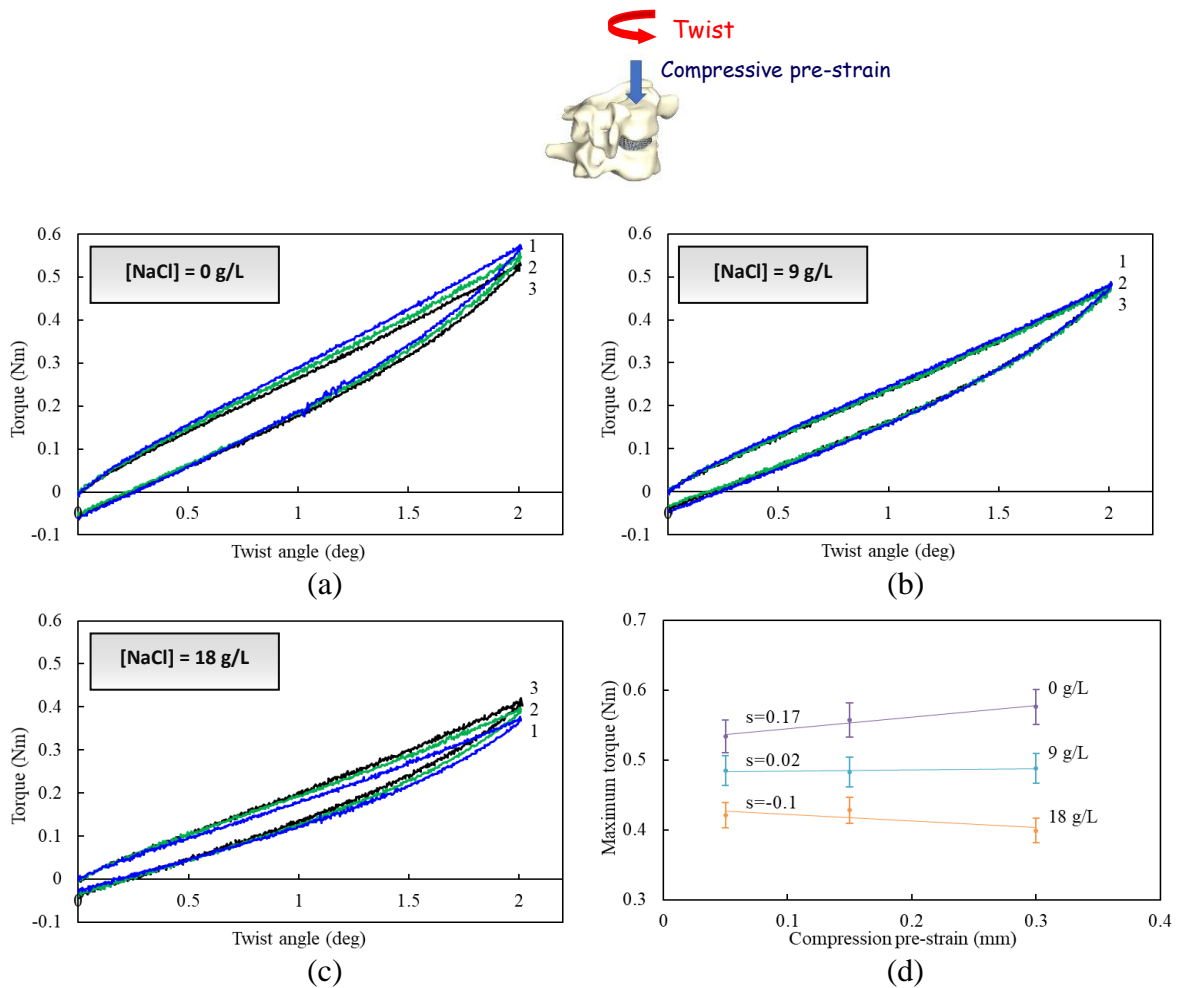 Twist
Compressive pre-strain
0.6
0.5
0.4
0.3
0.2
0.1
0
-0.1
Torque (Nm)
[NaCl] = 0 g/L
1
2
3
0
0.5
1
1.5
2
Twist angle (deg)
(a)
0.6
0.5
0.4
0.3
0.2
0.1
0
-0.1
Torque (Nm)
[NaCl] = 9 g/L
1
2
3
0
0.5
1
1.5
2
Twist angle (deg)
(b)
0.6
0.5
0.4
0.3
0.2
0.1
0
-0.1
Torque (Nm)
[NaCl] = 18 g/L
3
2
1
0
0.5
1
1.5
2
Twist angle (deg)
(c)
0.7
0.6
0.5
0.4
0.3
Maximum torque (Nm)
s=0.17
0 g/L
s=0.02
9 g/L
s=-0.1
18 g/L
0
0.1
0.2
0.3
0.4
Compression pre-strain (mm)
(d)